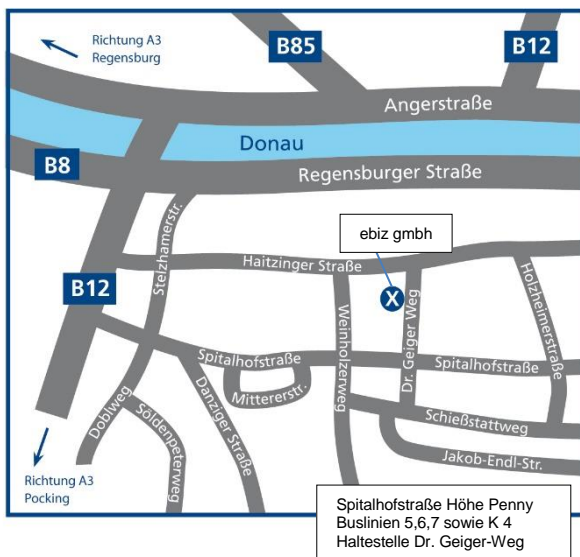 Richtung A3
Regensburg
B85
B12
Angerstraße
Donau
B8
Regensburger Straße
Stelzhamerstr.
ebiz gmbh
Haitzinger Straße
B12
X
Holzheimerstraße
Weinholzerweg
Dr. Geiger Weg
Spitalhofstraße
Spitalhofstraße
Mittererstr.
Danziger Straße
Doblweg
Söldenpeterweg
Schießstattweg
Jakob-Endl-Str.
Richtung A3
Pocking
Spitalhofstraße Höhe Penny
Buslinien 5,6,7 sowie K 4
Haltestelle Dr. Geiger-Weg